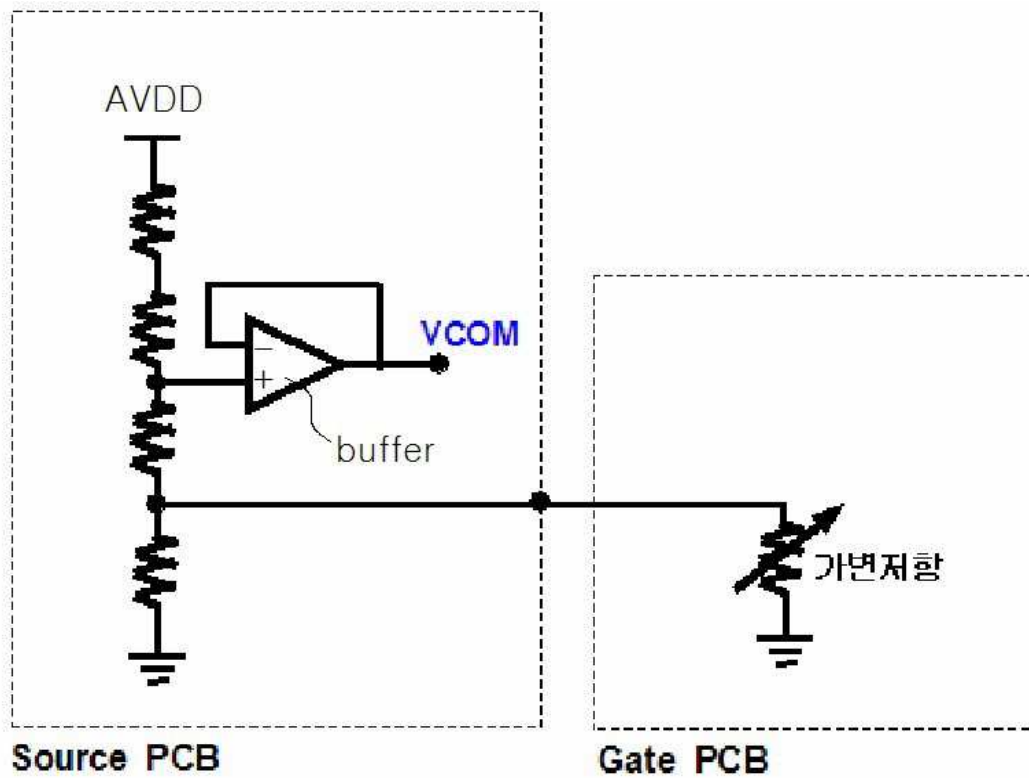 AVDD
VCOM
−
+
buffer
가변저항
Source PCB
Gate PCB